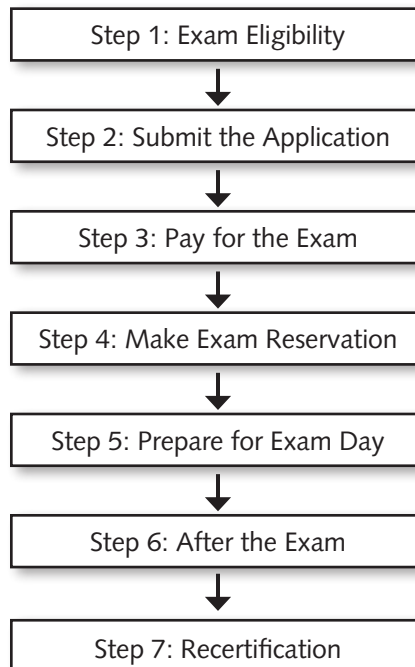 Step 1: Exam Eligibility
Step 2: Submit the Application
Step 3: Pay for the Exam
Step 4: Make Exam Reservation
Step 5: Prepare for Exam Day
Step 6: After the Exam
Step 7: Recertification